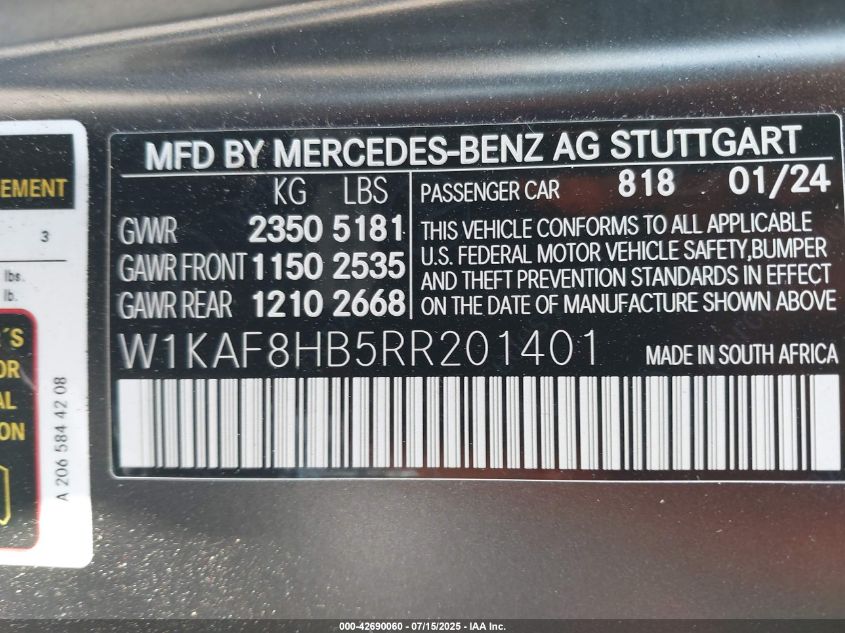 MFD BY MERCEDES-BENZ AG STUTTGART
KG LBS
GVWR 2350 5181
GAWR FRONT 1150 2535
GAWR REAR 1210 2668
PASSENGER CAR 818 01/24
THIS VEHICLE CONFORMS TO ALL APPLICABLE
U.S. FEDERAL MOTOR VEHICLE SAFETY,BUMPER
AND THEFT PREVENTION STANDARDS IN EFFECT
ON THE DATE OF MANUFACTURE SHOWN ABOVE
W1KAF8HB5RR201401 MADE IN SOUTH AFRICA
EMENT
3
lbs.
lb.
´S
OR
AL
ON
A 206 584 42 08
000-42690060 - 07/15/2025 - IAA Inc.